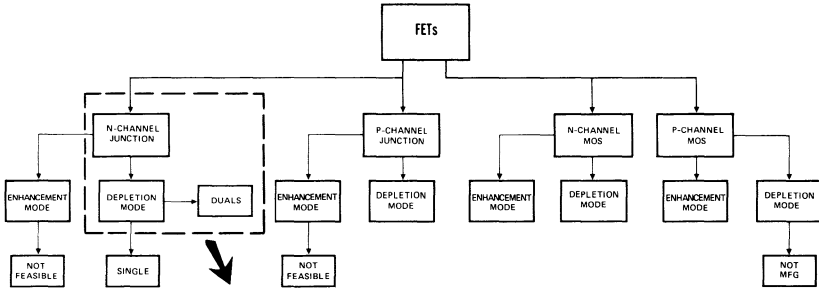 FETs
N-CHANNEL
JUNCTION
P-CHANNEL
JUNCTION
N-CHANNEL
MOS
P-CHANNEL
MOS
ENHANCEMENT
MODE
DEPLETION
MODE
DUALS
ENHANCEMENT
MODE
DEPLETION
MODE
ENHANCEMENT
MODE
DEPLETION
MODE
ENHANCEMENT
MODE
DEPLETION
MODE
NOT
FEASIBLE
SINGLE
NOT
FEASIBLE
NOT
MFG